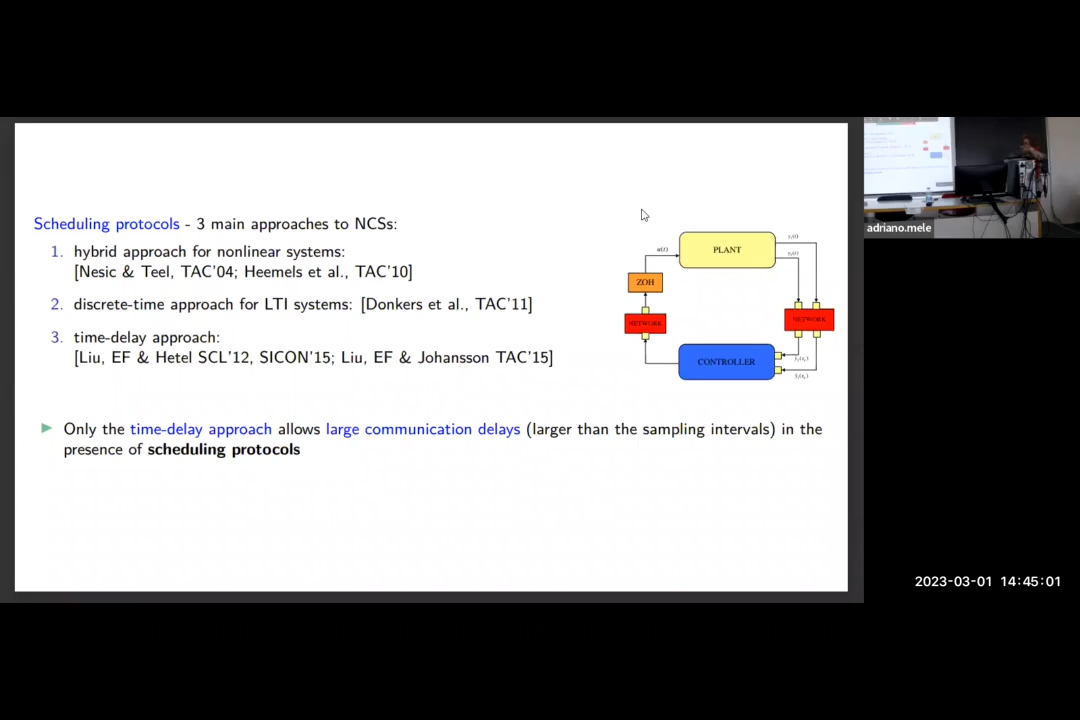 Scheduling protocols - 3 main approaches to NCSs:
1. hybrid approach for nonlinear systems:
[Nesic & Teel, TAC'04; Heemels et al., TAC'10]
2. discrete-time approach for LTI systems: [Donkers et al., TAC'11]
3. time-delay approach:
[Liu, EF & Hetel SCL'12, SICON'15; Liu, EF & Johansson TAC'15]
Only the time-delay approach allows large communication delays (larger than the sampling intervals) in the
presence of scheduling protocols
u(t)
PLANT
ZOH
NETWORK
NETWORK
CONTROLLER
adriano.mele
2023-03-01 14:45:01